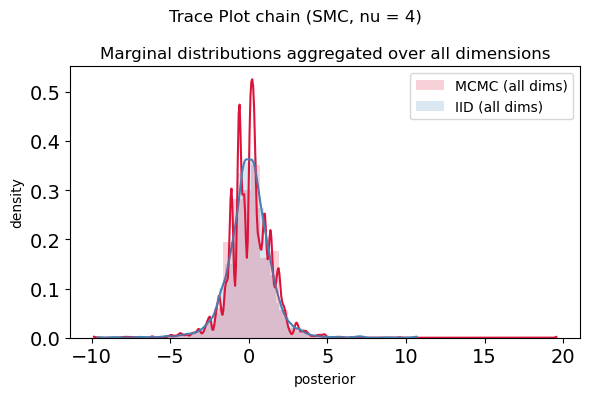 Trace Plot chain (SMC, nu = 4)
Marginal distributions aggregated over all dimensions
MCMC (all dims)
IID (all dims)
density
0.5
0.4
0.3
0.2
0.1
0.0
−10
−5
0
5
10
15
20
posterior